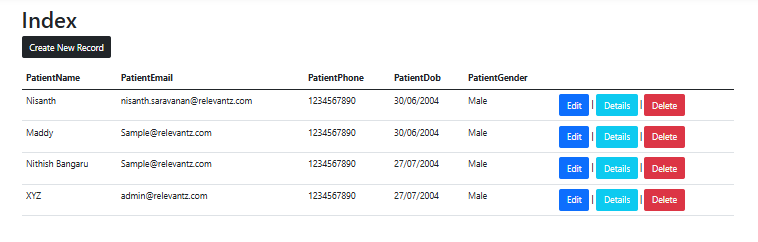 Index
Create New Record
PatientName PatientEmail PatientPhone PatientDob PatientGender
Nisanth nisanth.saravanan@relevantz.com 1234567890 30/06/2004 Male Edit | Details | Delete
Maddy Sample@relevantz.com 1234567890 30/06/2004 Male Edit | Details | Delete
Nithish Bangaru Sample@relevantz.com 1234567890 27/07/2004 Male Edit | Details | Delete
XYZ admin@relevantz.com 1234567890 27/07/2004 Male Edit | Details | Delete